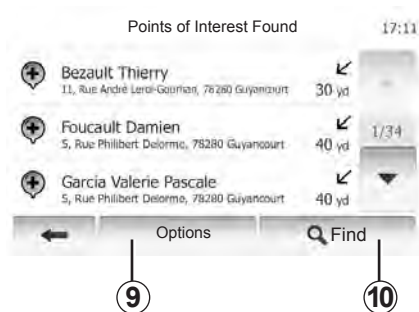 Points of Interest Found 17:11
Bezault Thierry
11, Rue André Leroi-Gourhan, 78280 Guyancourt 30 yd
Foucault Damien
5, Rue Philibert Delorme, 78280 Guyancourt 40 yd
1/34
Garcia Valerie Pascale
5, Rue Philibert Delorme, 78280 Guyancourt 40 yd
Options Find
9 10